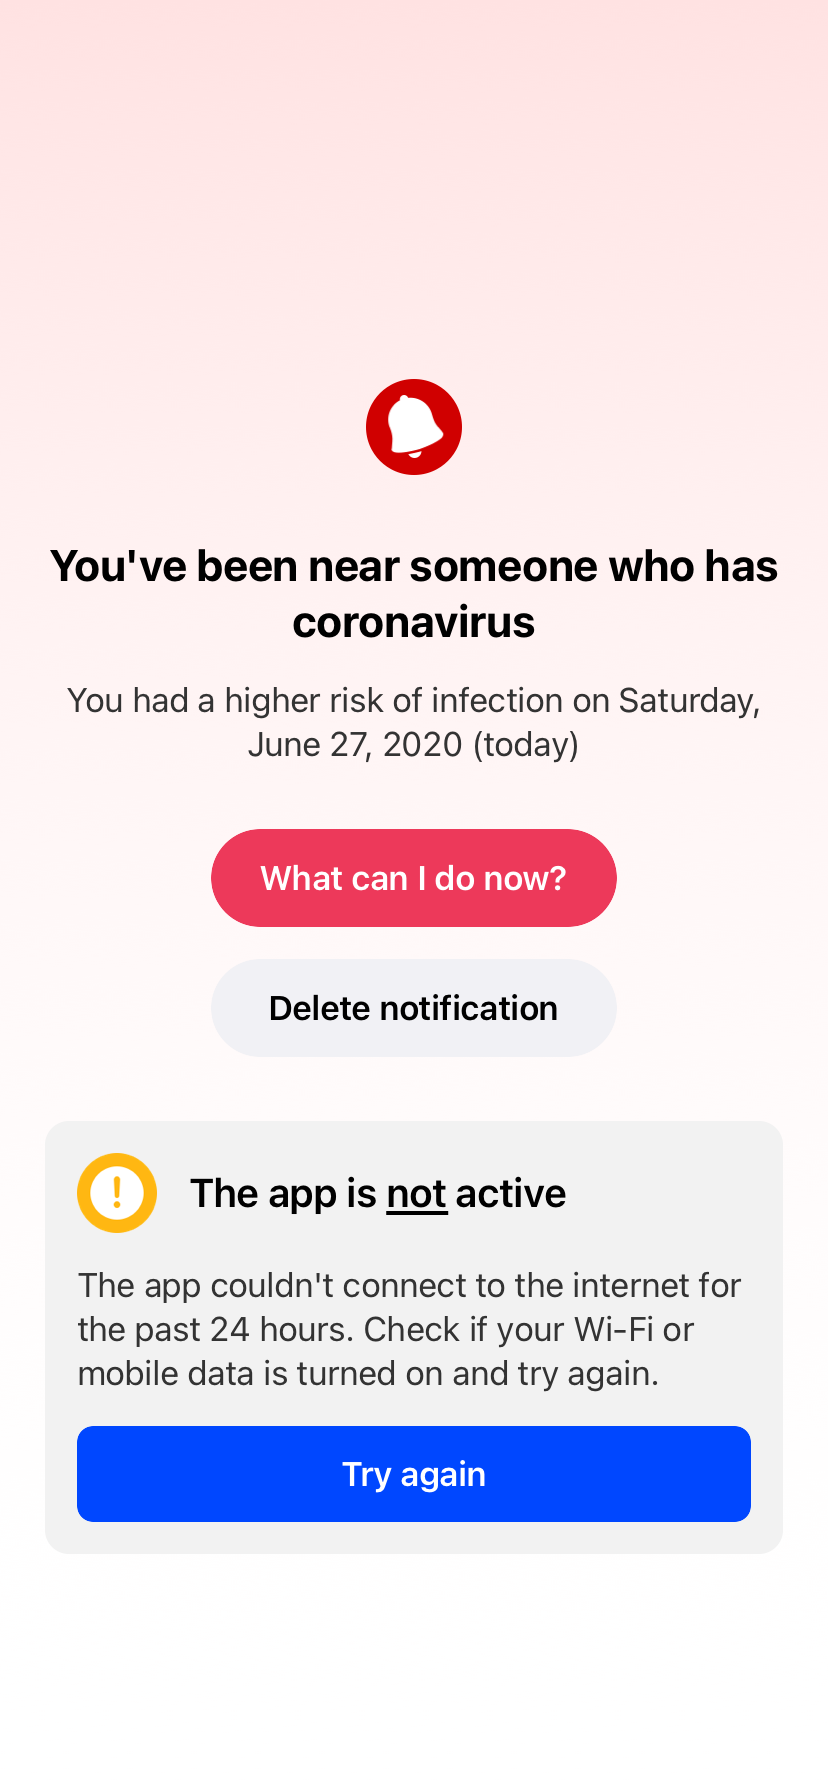 You've been near someone who has
coronavirus
You had a higher risk of infection on Saturday,
June 27, 2020 (today)
What can I do now?
Delete notification
The app is not active
The app couldn't connect to the internet for
the past 24 hours. Check if your Wi-Fi or
mobile data is turned on and try again.
Try again